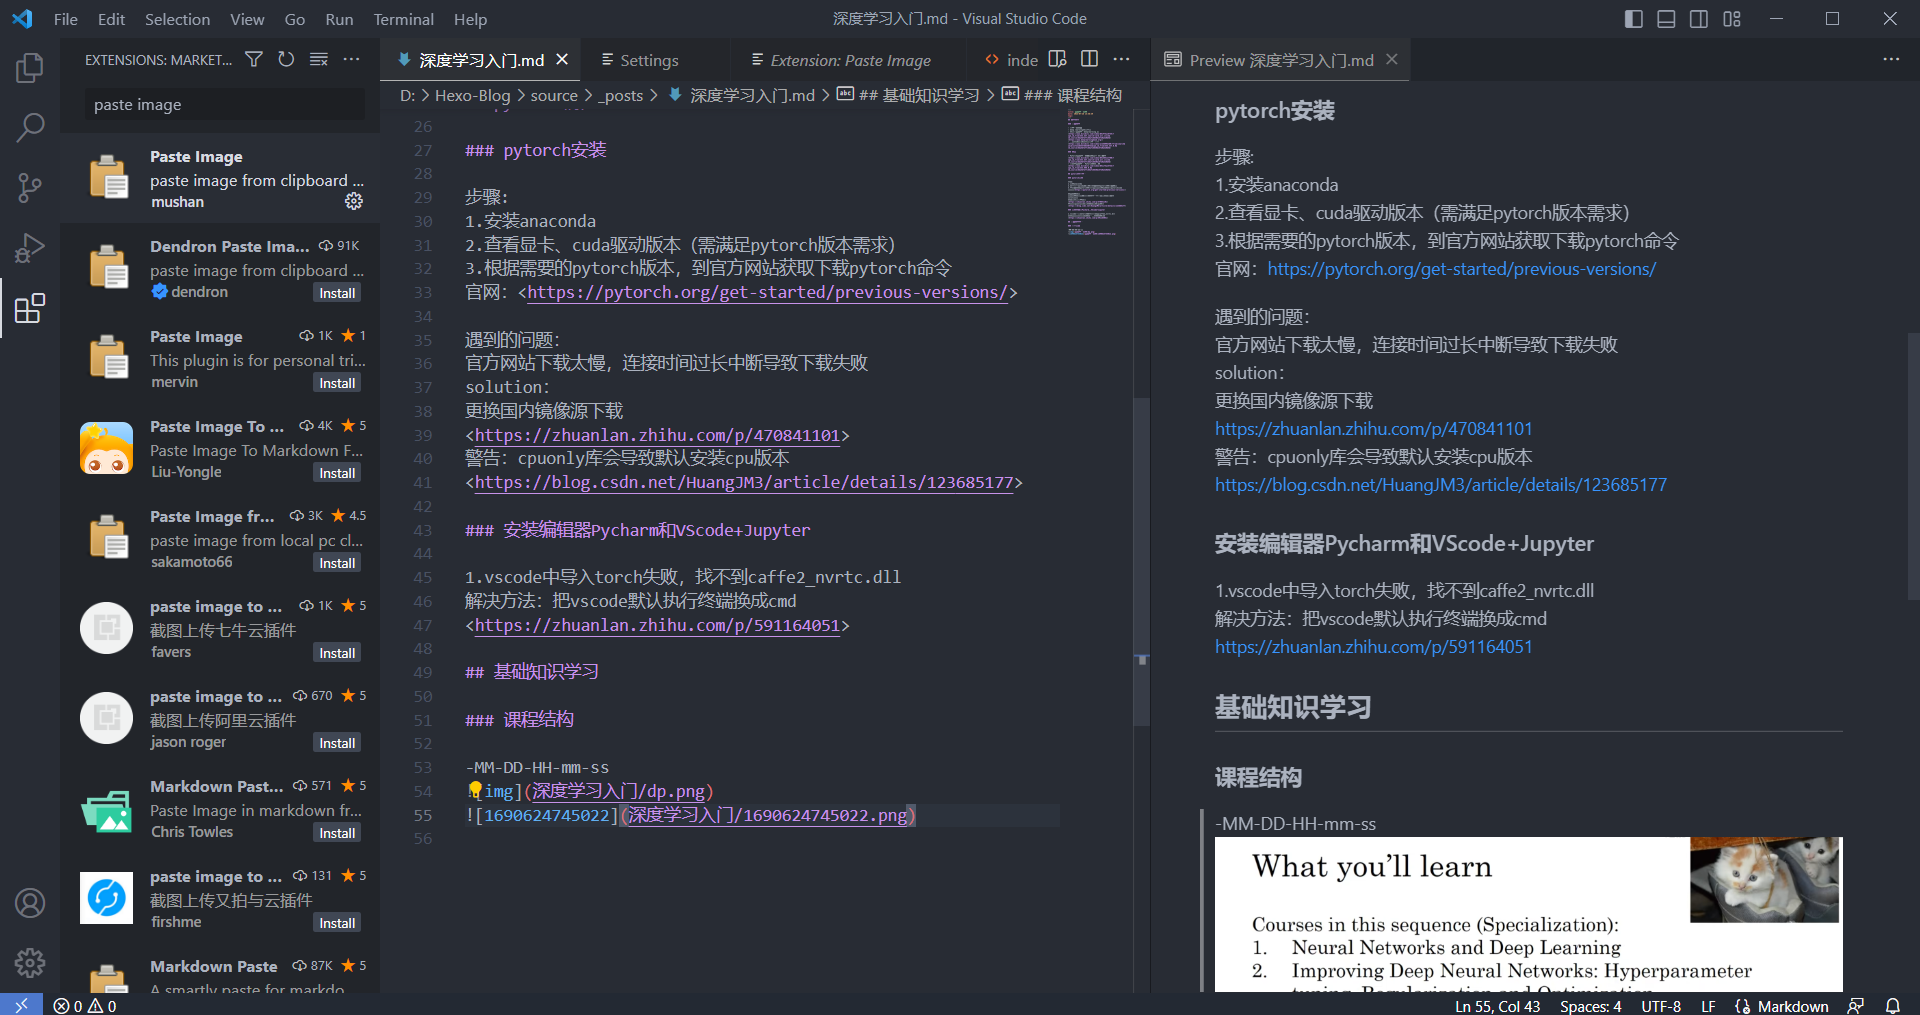 File Edit Selection View Go Run Terminal Help
深度学习入门.md - Visual Studio Code
EXTENSIONS: MARKET...
paste image
Paste Image
paste image from clipboard ...
mushan
Dendron Paste Ima... 91K
paste image from clipboard ...
dendron Install
Paste Image 1K 1
This plugin is for personal tri...
mervin Install
Paste Image To ... 4K 5
Paste Image To Markdown F...
Liu-Yongle Install
Paste Image fr... 3K 4.5
paste image from local pc cl...
sakamoto66 Install
paste image to ... 1K 5
截图上传七牛云插件
favers Install
paste image to ... 670 5
截图上传阿里云插件
jason roger Install
Markdown Past... 571 5
Paste Image in markdown fr...
Chris Towles Install
paste image to ... 131 5
截图上传又拍与云插件
firshme Install
Markdown Paste 87K 5
A smartly paste for markdo
深度学习入门.md Settings Extension: Paste Image inde
D: > Hexo-Blog > source > _posts > 深度学习入门.md > ## 基础知识学习 > ### 课程结构
26
27 ### pytorch安装
28
29 步骤:
30 1.安装anaconda
31 2.查看显卡、cuda驱动版本（需满足pytorch版本需求）
32 3.根据需要的pytorch版本，到官方网站获取下载pytorch命令
33 官网：<https://pytorch.org/get-started/previous-versions/>
34
35 遇到的问题:
36 官方网站下载太慢，连接时间过长中断导致下载失败
37 solution:
38 更换国内镜像源下载
39 <https://zhuanlan.zhihu.com/p/470841101>
40 警告：cpuonly库会导致默认安装cpu版本
41 <https://blog.csdn.net/HuangJM3/article/details/123685177>
42
43 ### 安装编辑器Pycharm和VScode+Jupyter
44
45 1.vscode中导入torch失败，找不到caffe2_nvrtc.dll
46 解决方法：把vscode默认执行终端换成cmd
47 <https://zhuanlan.zhihu.com/p/591164051>
48
49 ## 基础知识学习
50
51 ### 课程结构
52
53 -MM-DD-HH-mm-ss
54 [img](深度学习入门/dp.png)
55 ![1690624745022](深度学习入门/1690624745022.png)
56
Preview 深度学习入门.md
pytorch安装
步骤:
1.安装anaconda
2.查看显卡、cuda驱动版本（需满足pytorch版本需求）
3.根据需要的pytorch版本，到官方网站获取下载pytorch命令
官网：https://pytorch.org/get-started/previous-versions/
遇到的问题:
官方网站下载太慢，连接时间过长中断导致下载失败
solution:
更换国内镜像源下载
https://zhuanlan.zhihu.com/p/470841101
警告：cpuonly库会导致默认安装cpu版本
https://blog.csdn.net/HuangJM3/article/details/123685177
安装编辑器Pycharm和VScode+Jupyter
1.vscode中导入torch失败，找不到caffe2_nvrtc.dll
解决方法：把vscode默认执行终端换成cmd
https://zhuanlan.zhihu.com/p/591164051
基础知识学习
课程结构
-MM-DD-HH-mm-ss
What you’ll learn
Courses in this sequence (Specialization):
1. Neural Networks and Deep Learning
2. Improving Deep Neural Networks: Hyperparameter
tuning, Regularization and Optimization
0 0
Ln 55, Col 43 Spaces: 4 UTF-8 LF Markdown